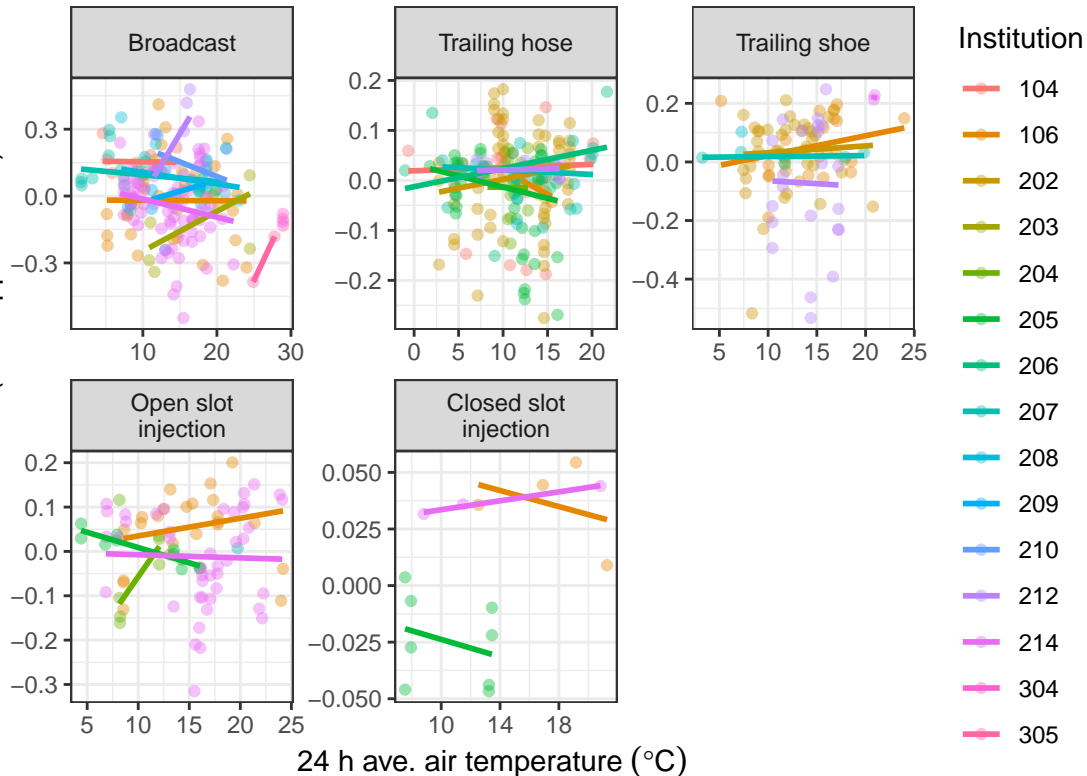 Broadcast
Trailing hose
Trailing shoe
Institution
0.3
0.0
−0.3
10 20 30
0.2
0.1
0.0
−0.1
−0.2
0 5 10 15 20
0.2
0.0
−0.2
−0.4
5 10 15 20 25
Open slot
injection
Closed slot
injection
0.2
0.1
0.0
−0.1
−0.2
−0.3
5 10 15 20 25
0.050
0.025
0.000
−0.025
−0.050
10 14 18
24 h ave. air temperature (°C)
104
106
202
203
204
205
206
207
208
209
210
212
214
304
305